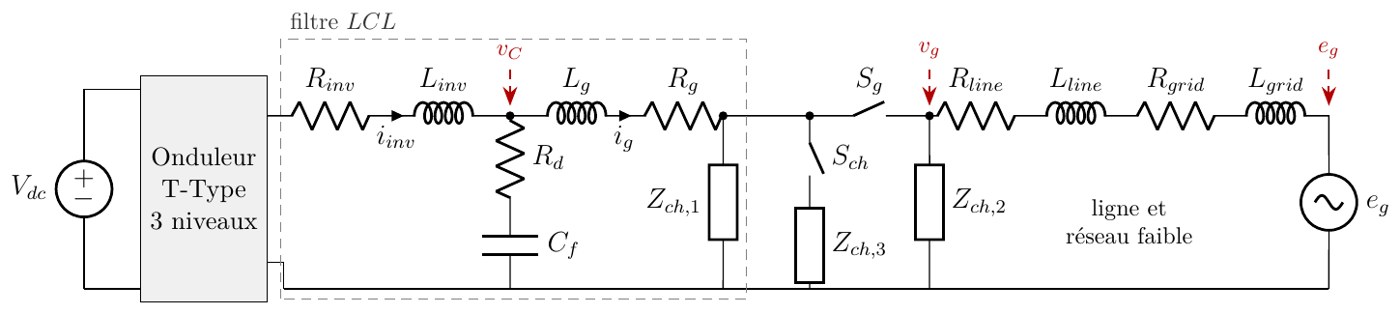 filtre LCL
v_C
v_g
e_g
R_inv
L_inv
L_g
R_g
S_g
R_line
L_line
R_grid
L_grid
i_inv
i_g
Onduleur
T-Type
3 niveaux
V_dc
+
−
R_d
S_ch
Z_ch,1
Z_ch,2
ligne et
réseau faible
e_g
C_f
Z_ch,3